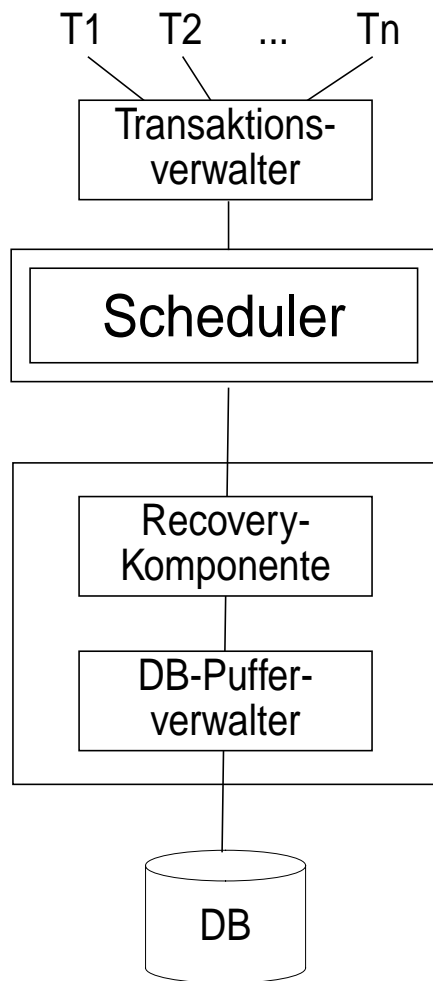 T1 T2 ... Tn
Transaktions-
verwalter
Scheduler
Recovery-
Komponente
DB-Puffer-
verwalter
DB